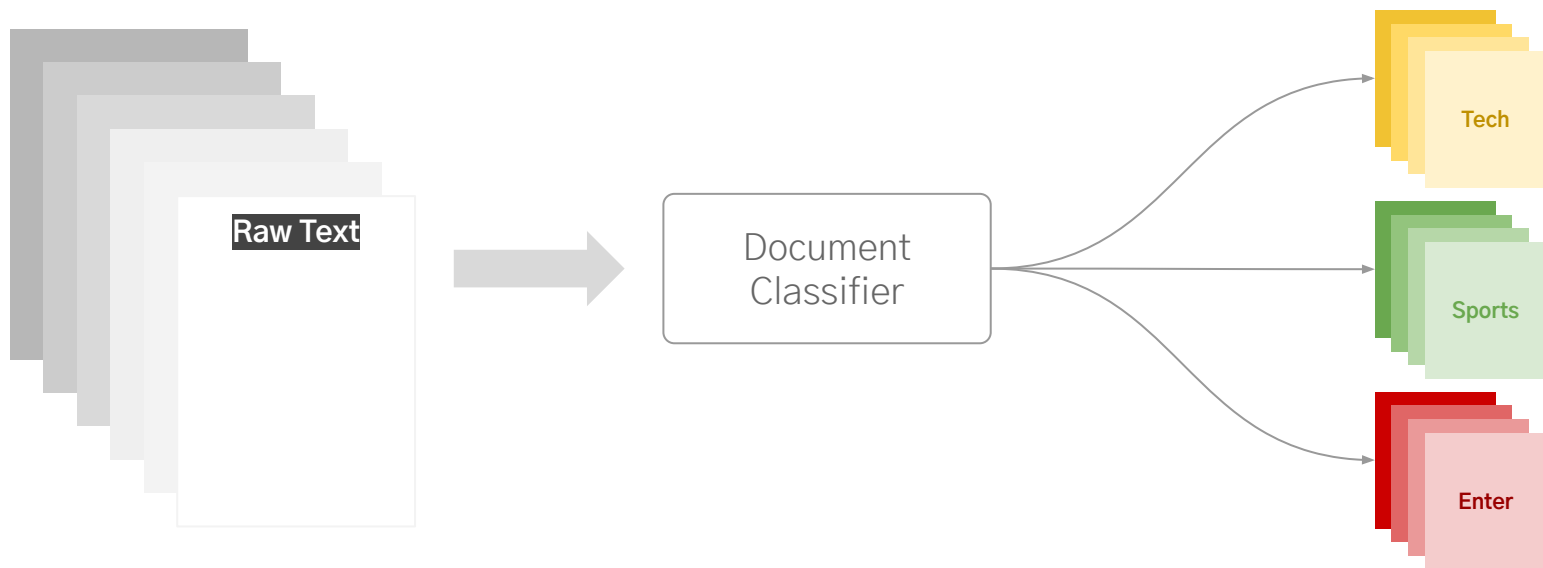 Raw Text
Document
Classifier
Tech
Sports
Enter